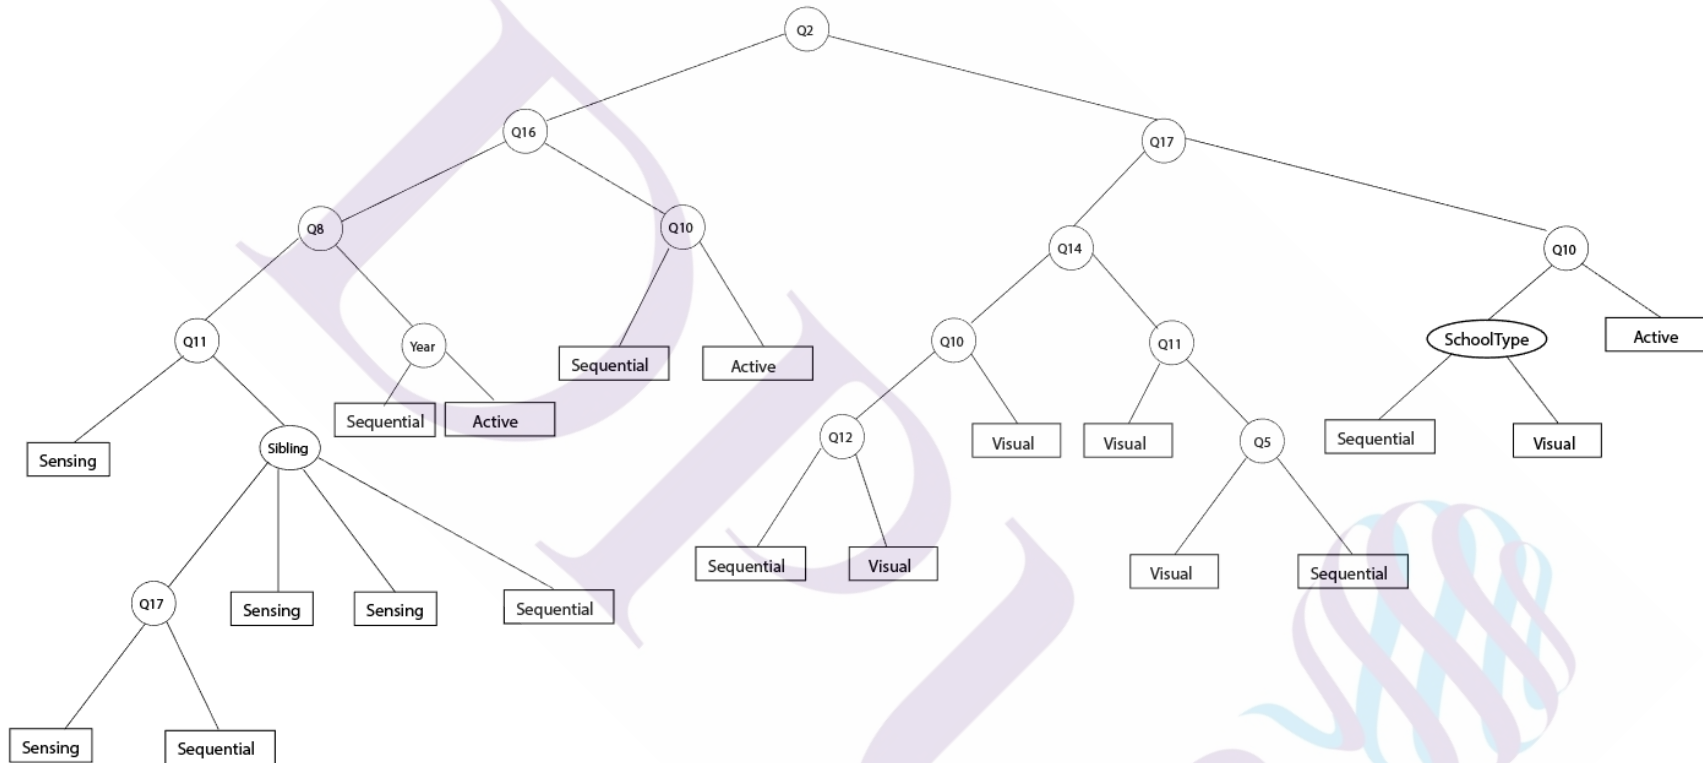 Q2
Q16
Q17
Q8
Q10
Q14
Q10
Q11
Year
Sequential
Active
Q10
Q11
SchoolType
Active
Sensing
Sibling
Sequential
Active
Q12
Visual
Visual
Q5
Sequential
Visual
Q17
Sensing
Sensing
Sequential
Sequential
Visual
Visual
Sequential
Sensing
Sequential